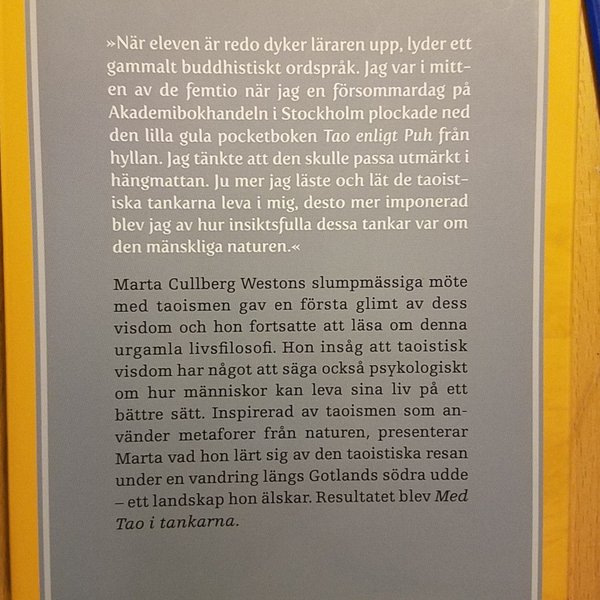 »När eleven är redo dyker läraren upp, lyder ett
gammalt buddhistiskt ordspråk. Jag var i mitt-
en av de femtio när jag en försommardag på
Akademibokhandeln i Stockholm plockade ned
den lilla gula pocketboken Tao enligt Puh från
hyllan. Jag tänkte att den skulle passa utmärkt i
hängmattan. Ju mer jag läste och lät de taoist-
iska tankarna leva i mig, desto mer imponerad
blev jag av hur insiktsfulla dessa tankar var om
den mänskliga naturen.«
Marta Cullberg Westons slumpmässiga möte
med taoismen gav en första glimt av dess
visdom och hon fortsatte att läsa om denna
urgamla livsfilosofi. Hon insåg att taoistisk
visdom har något att säga också psykologiskt
om hur människor kan leva sina liv på ett
bättre sätt. Inspirerad av taoismen som an-
vänder metaforer från naturen, presenterar
Marta vad hon lärt sig av den taoistiska resan
under en vandring längs Gotlands södra udde
– ett landskap hon älskar. Resultatet blev Med
Tao i tankarna.